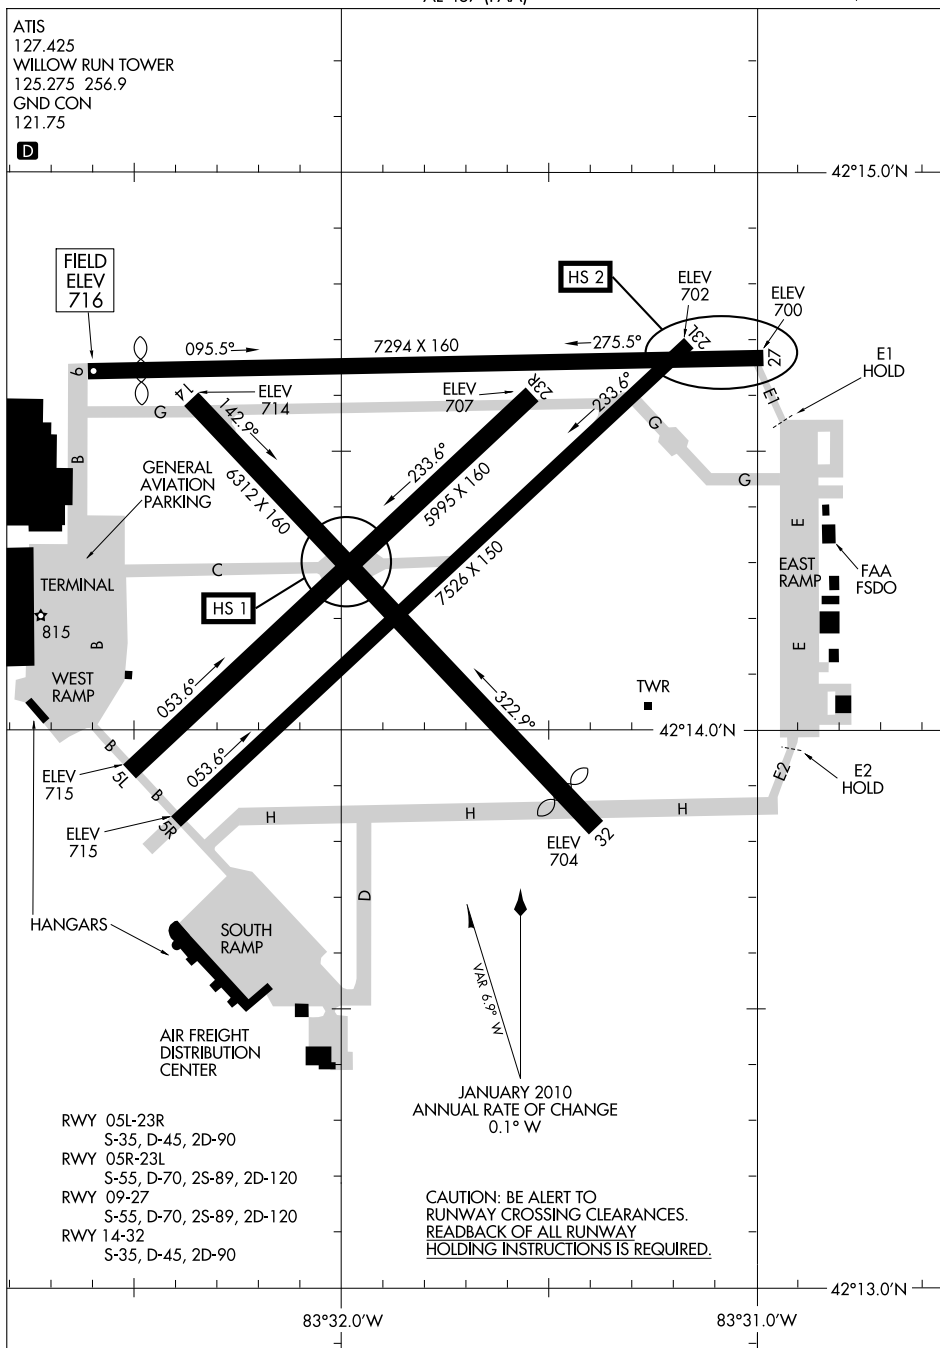 AL-467 (FAA)
ATIS
127.425
WILLOW RUN TOWER
125.275 256.9
GND CON
121.75
D
42°15.0'N
FIELD
ELEV
716
HS 2
ELEV
702
ELEV
700
23L
095.5°
7294 X 160
275.5°
27
9
E1
HOLD
E1
14
ELEV
714
ELEV
707
23R
233.6°
G
142.9°
G
B
GENERAL
AVIATION
PARKING
6312 X 160
233.6°
5995 X 160
G
E
C
7526 X 150
EAST
RAMP
FAA
FSDO
TERMINAL
HS 1
815
B
E
WEST
RAMP
053.6°
322.9°
TWR
42°14.0'N
B
ELEV
715
5L
053.6°
B
E2
E2
HOLD
ELEV
715
5R
H
H
H
ELEV
704
32
D
HANGARS
SOUTH
RAMP
VAR 6.9° W
AIR FREIGHT
DISTRIBUTION
CENTER
JANUARY 2010
ANNUAL RATE OF CHANGE
0.1° W
RWY 05L-23R
S-35, D-45, 2D-90
RWY 05R-23L
S-55, D-70, 2S-89, 2D-120
RWY 09-27
S-55, D-70, 2S-89, 2D-120
RWY 14-32
S-35, D-45, 2D-90
CAUTION: BE ALERT TO
RUNWAY CROSSING CLEARANCES.
READBACK OF ALL RUNWAY
HOLDING INSTRUCTIONS IS REQUIRED.
42°13.0'N
83°32.0'W
83°31.0'W